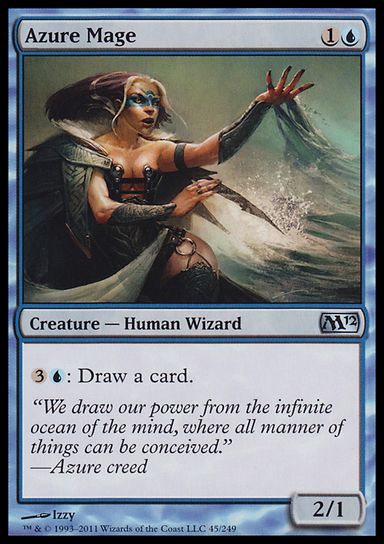 Azure Mage 1
Creature — Human Wizard M12
3: Draw a card.
“We draw our power from the infinite
ocean of the mind, where all manner of
things can be conceived.”
—Azure creed
Izzy
™ & © 1993–2011 Wizards of the Coast LLC 45/249
2/1